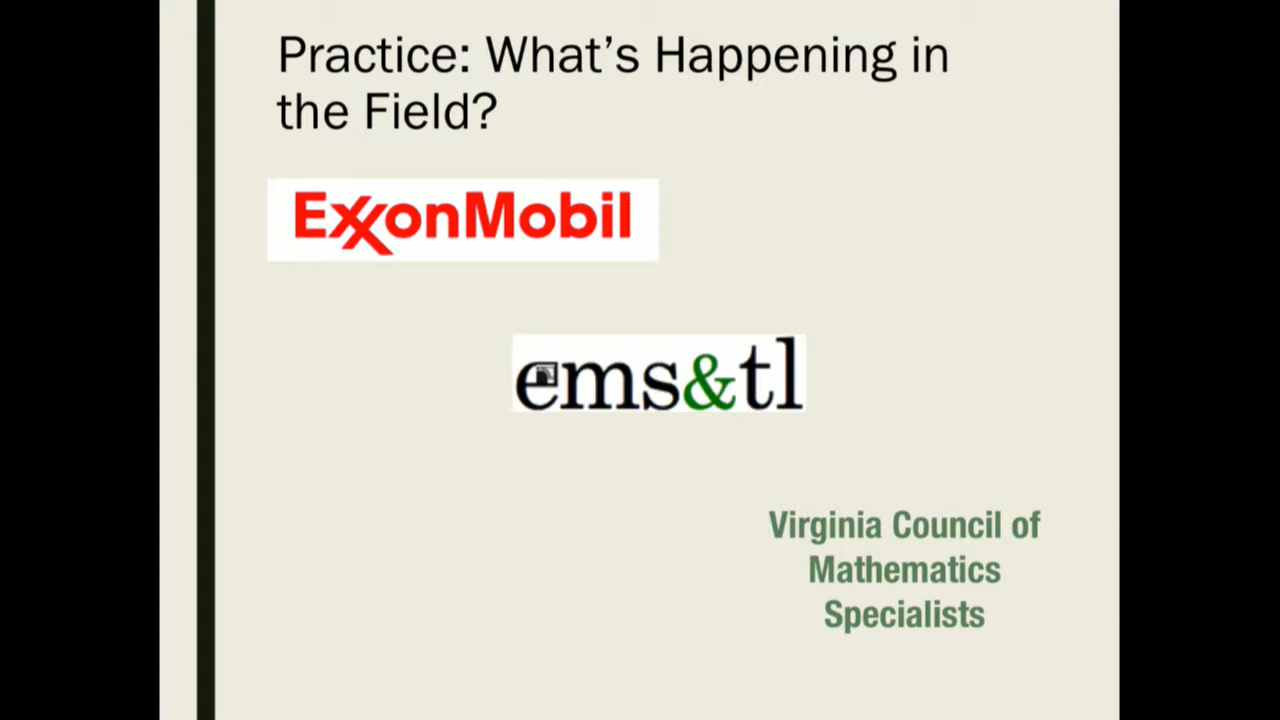 Practice: What’s Happening in
the Field?
ExxonMobil
ems&tl
Virginia Council of
Mathematics
Specialists